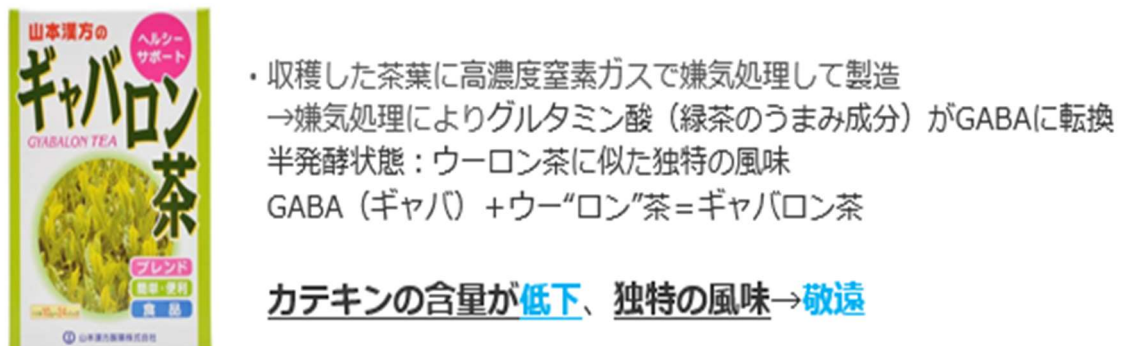 山本漢方の
ヘルシー
サポート
ギャバロン茶
GYABALON TEA
ブレンド
簡単・便利
食品
山本漢方製薬株式会社
・収穫した茶葉に高濃度窒素ガスで嫌気処理して製造
→嫌気処理によりグルタミン酸（緑茶のうまみ成分）がGABAに転換
半発酵状態：ウーロン茶に似た独特の風味
GABA（ギャバ）＋ウー“ロン”茶＝ギャバロン茶
カテキンの含量が低下、独特の風味→敬遠